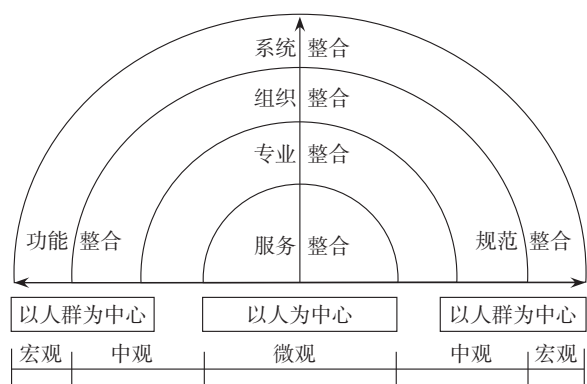 系统 整合
组织 整合
专业 整合
功能 整合 服务 整合 规范 整合
以人群为中心 以人为中心 以人群为中心
宏观 中观 微观 中观 宏观